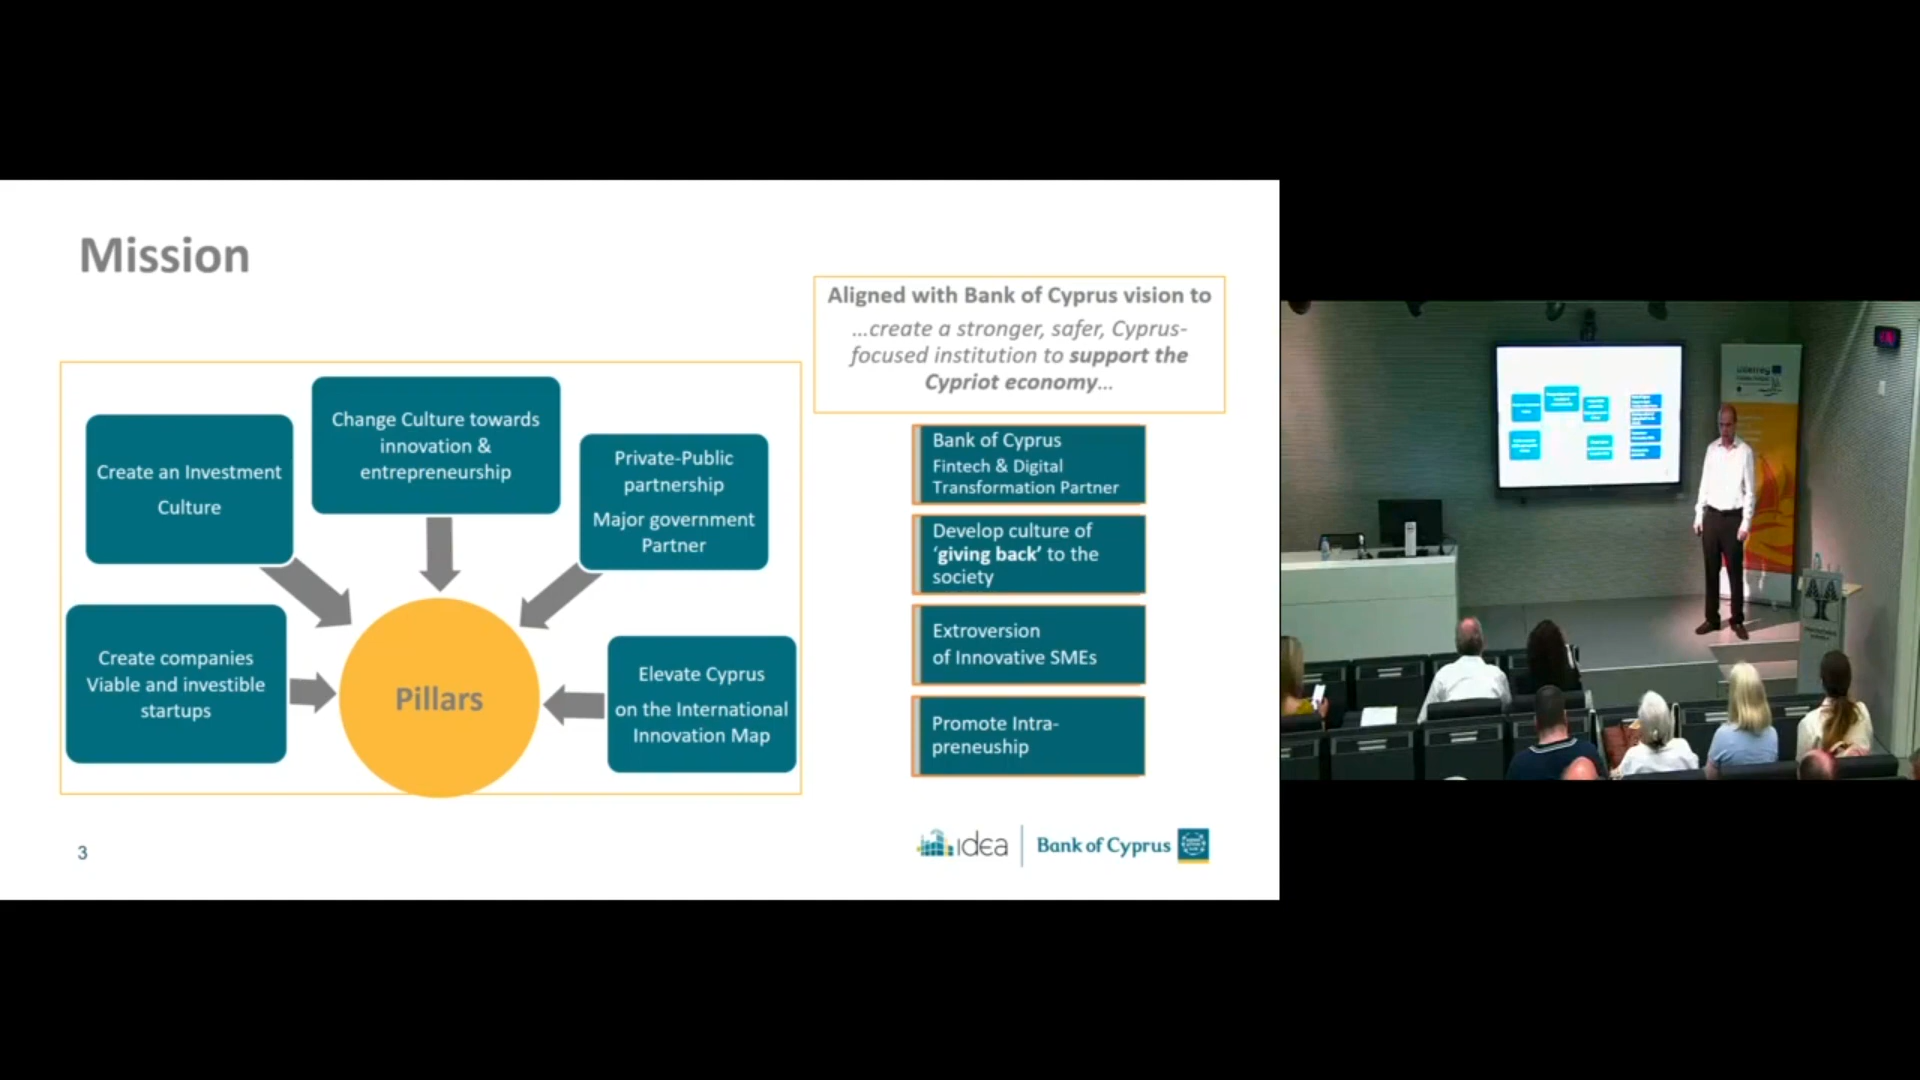 Mission
Aligned with Bank of Cyprus vision to
...create a stronger, safer, Cyprus-
focused institution to support the
Cypriot economy...
Create an Investment
Culture
Change Culture towards
innovation &
entrepreneurship
Private-Public
partnership
Major government
Partner
Create companies
Viable and investible
startups
Pillars
Elevate Cyprus
on the International
Innovation Map
Bank of Cyprus
Fintech & Digital
Transformation Partner
Develop culture of
‘giving back’ to the
society
Extroversion
of Innovative SMEs
Promote Intra-
preneuship
3
idea
Bank of Cyprus